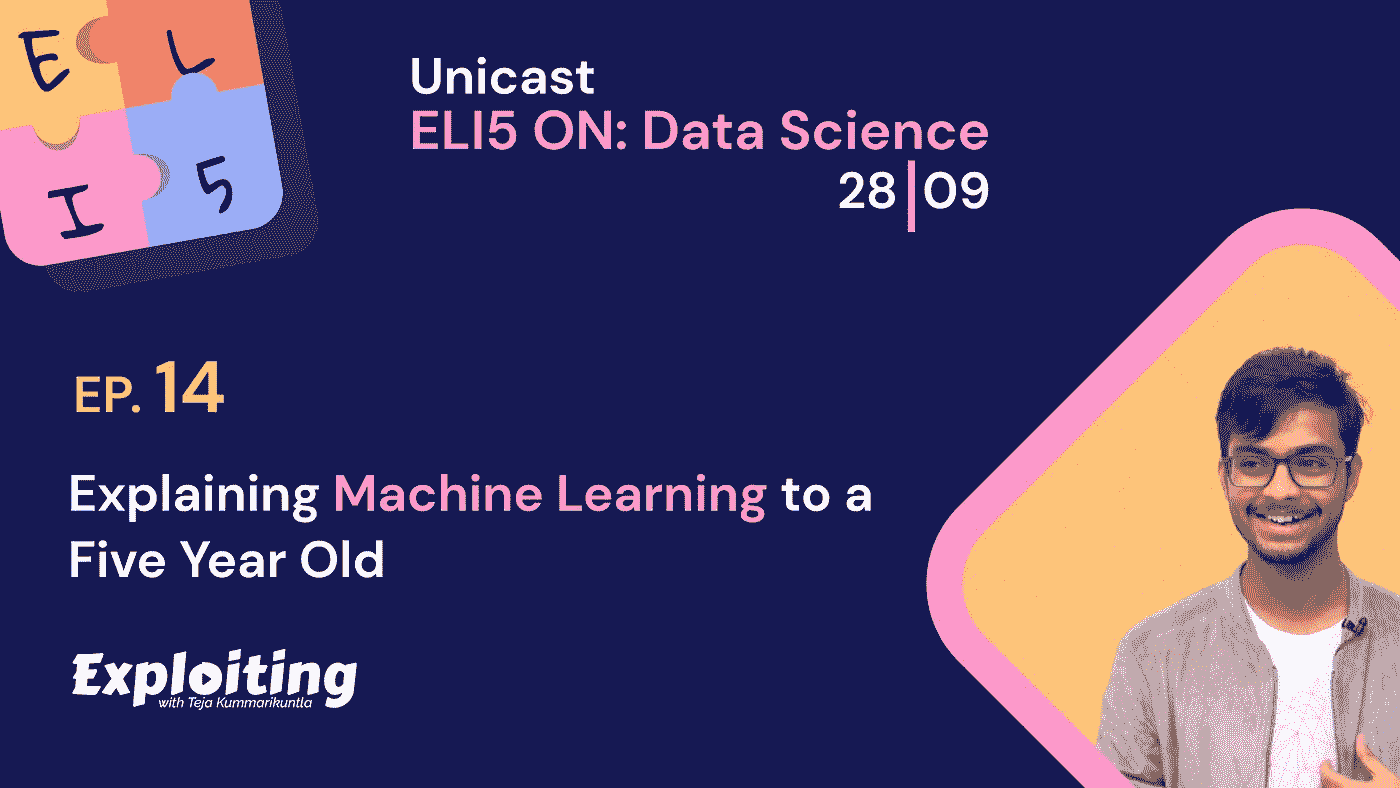 E L
I 5
Unicast
ELI5 ON: Data Science
28|09
EP. 14
Explaining Machine Learning to a
Five Year Old
Exploiting
with Teja Kummarikuntla